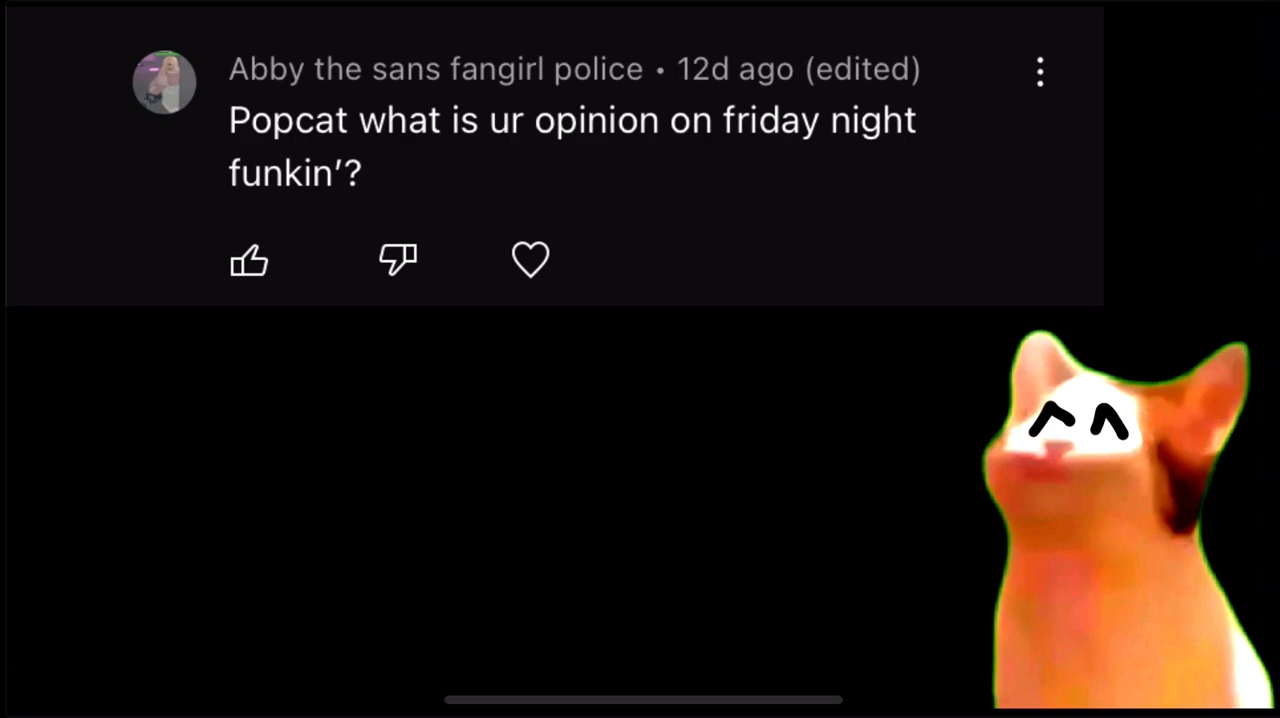 Abby the sans fangirl police • 12d ago (edited)
Popcat what is ur opinion on friday night
funkin'?